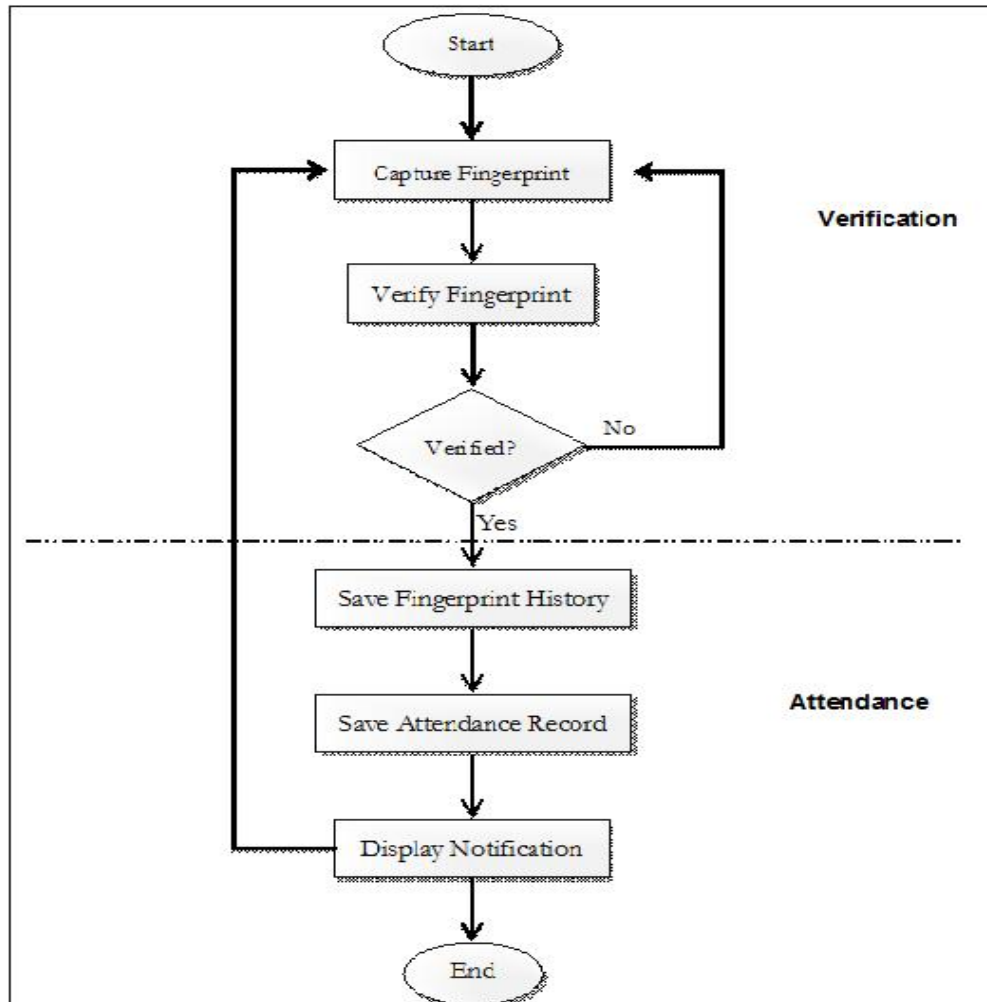 Start
Capture Fingerprint
Verification
Verify Fingerprint
Verified?
No
Yes
Save Fingerprint History
Attendance
Save Attendance Record
Display Notification
End